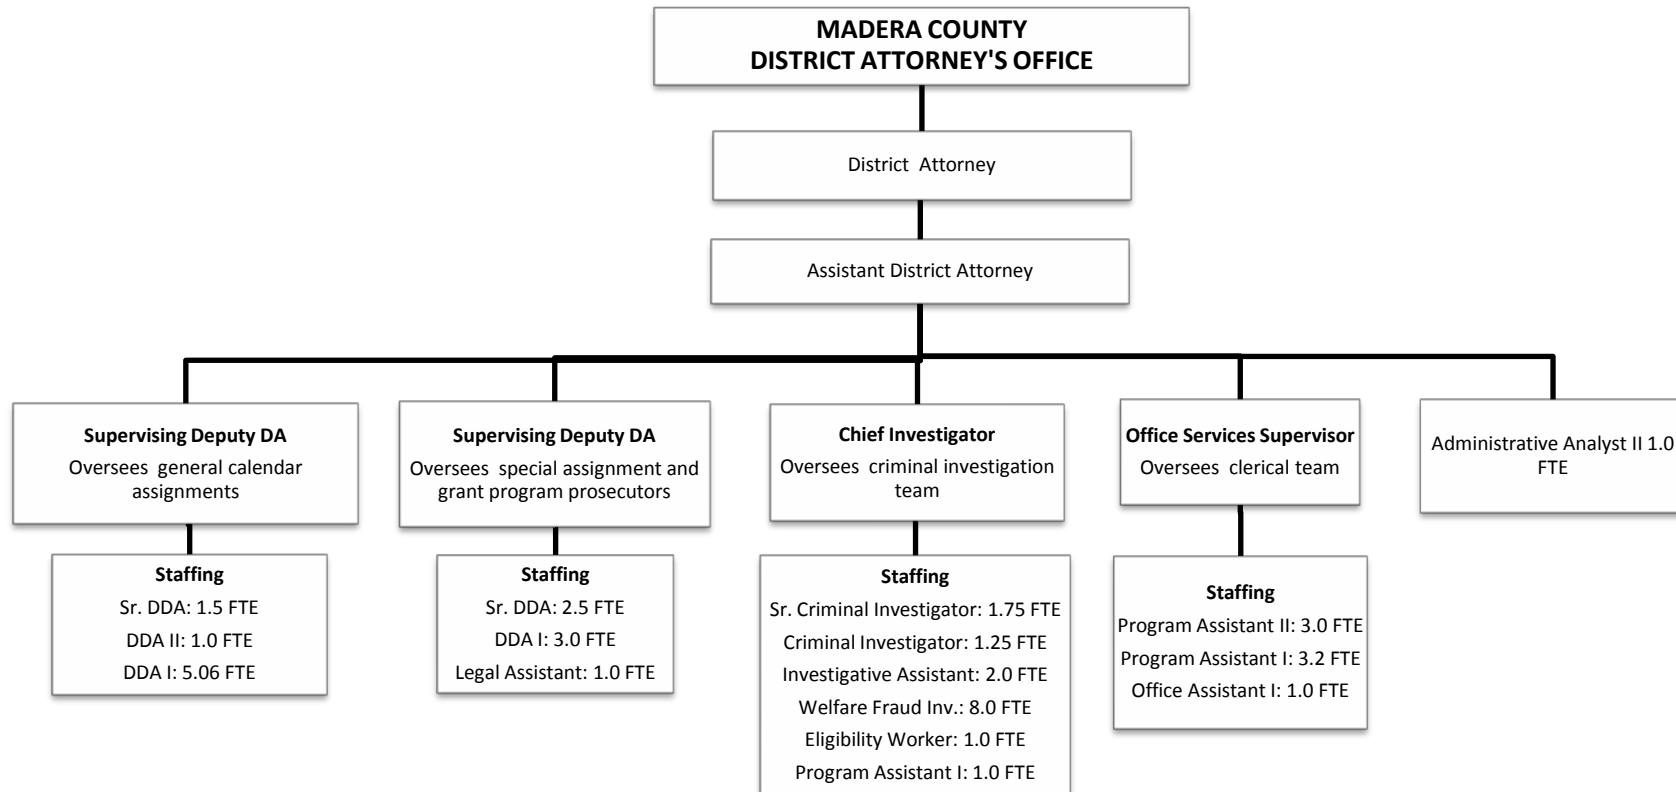 MADERA COUNTY
DISTRICT ATTORNEY'S OFFICE
District Attorney
Assistant District Attorney
Supervising Deputy DA
Oversees general calendar
assignments
Staffing
Sr. DDA: 1.5 FTE
DDA II: 1.0 FTE
DDA I: 5.06 FTE
Supervising Deputy DA
Oversees special assignment and
grant program prosecutors
Staffing
Sr. DDA: 2.5 FTE
DDA I: 3.0 FTE
Legal Assistant: 1.0 FTE
Chief Investigator
Oversees criminal investigation
team
Staffing
Sr. Criminal Investigator: 1.75 FTE
Criminal Investigator: 1.25 FTE
Investigative Assistant: 2.0 FTE
Welfare Fraud Inv.: 8.0 FTE
Eligibility Worker: 1.0 FTE
Program Assistant I: 1.0 FTE
Office Services Supervisor
Oversees clerical team
Staffing
Program Assistant II: 3.0 FTE
Program Assistant I: 3.2 FTE
Office Assistant I: 1.0 FTE
Administrative Analyst II 1.0
FTE